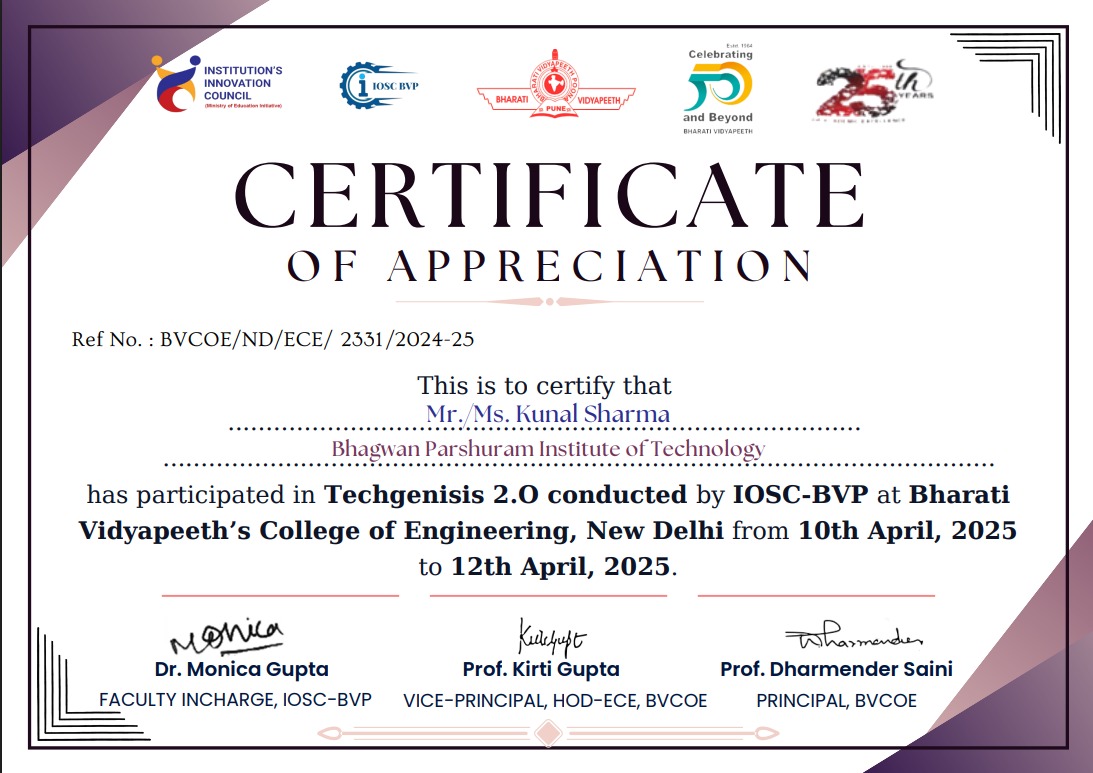 INSTITUTION'S
INNOVATION
COUNCIL
(Ministry of Education Initiative)
i IOSC BVP
BHARATI VIDYAPEETH POONA
BHARATI VIDYAPEETH
PUNE
Estd. 1964
Celebrating
50
and Beyond
BHARATI VIDYAPEETH
25th
YEARS
CERTIFICATE
OF APPRECIATION
Ref No. : BVCOE/ND/ECE/ 2331/2024-25
This is to certify that
Mr./Ms. Kunal Sharma
Bhagwan Parshuram Institute of Technology
has participated in Techgenisis 2.O conducted by IOSC-BVP at Bharati
Vidyapeeth’s College of Engineering, New Delhi from 10th April, 2025
to 12th April, 2025.
Monica
Dr. Monica Gupta
FACULTY INCHARGE, IOSC-BVP
Prof. Kirti Gupta
VICE-PRINCIPAL, HOD-ECE, BVCOE
Prof. Dharmender Saini
PRINCIPAL, BVCOE